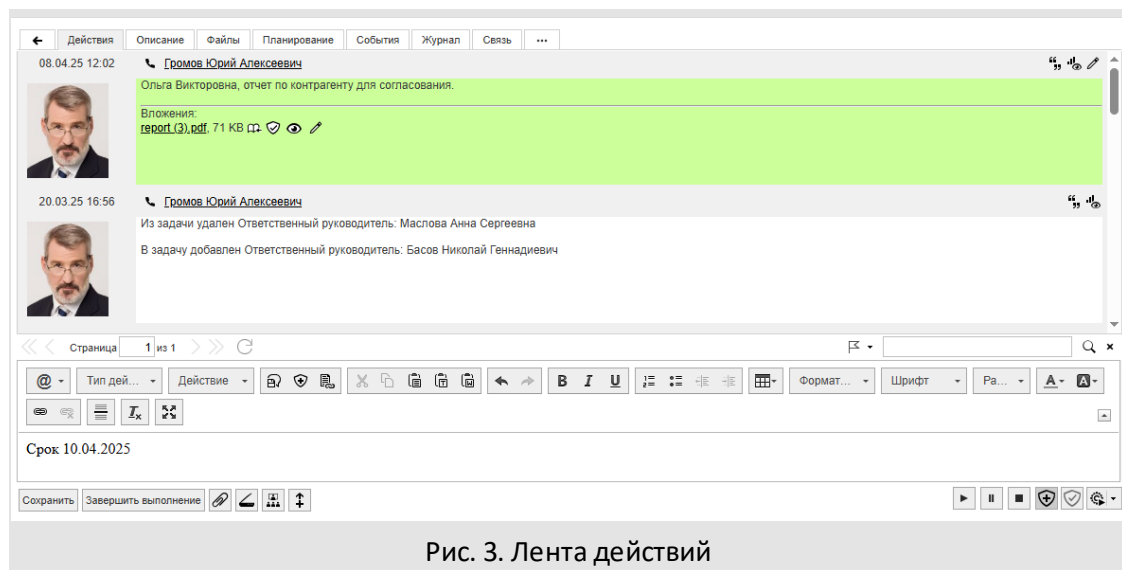 Действия Описание Файлы Планирование События Журнал Связь ...
08.04.25 12:02 Громов Юрий Алексеевич
Ольга Викторовна, отчет по контрагенту для согласования.
Вложения:
report (3).pdf, 71 KB
20.03.25 16:56 Громов Юрий Алексеевич
Из задачи удален Ответственный руководитель: Маслова Анна Сергеевна
В задачу добавлен Ответственный руководитель: Басов Николай Геннадиевич
Страница 1 из 1
@ Тип дей... Действие B I U Формат... Шрифт Ра... A A
Ix
Срок 10.04.2025
Сохранить Завершить выполнение
Рис. 3. Лента действий